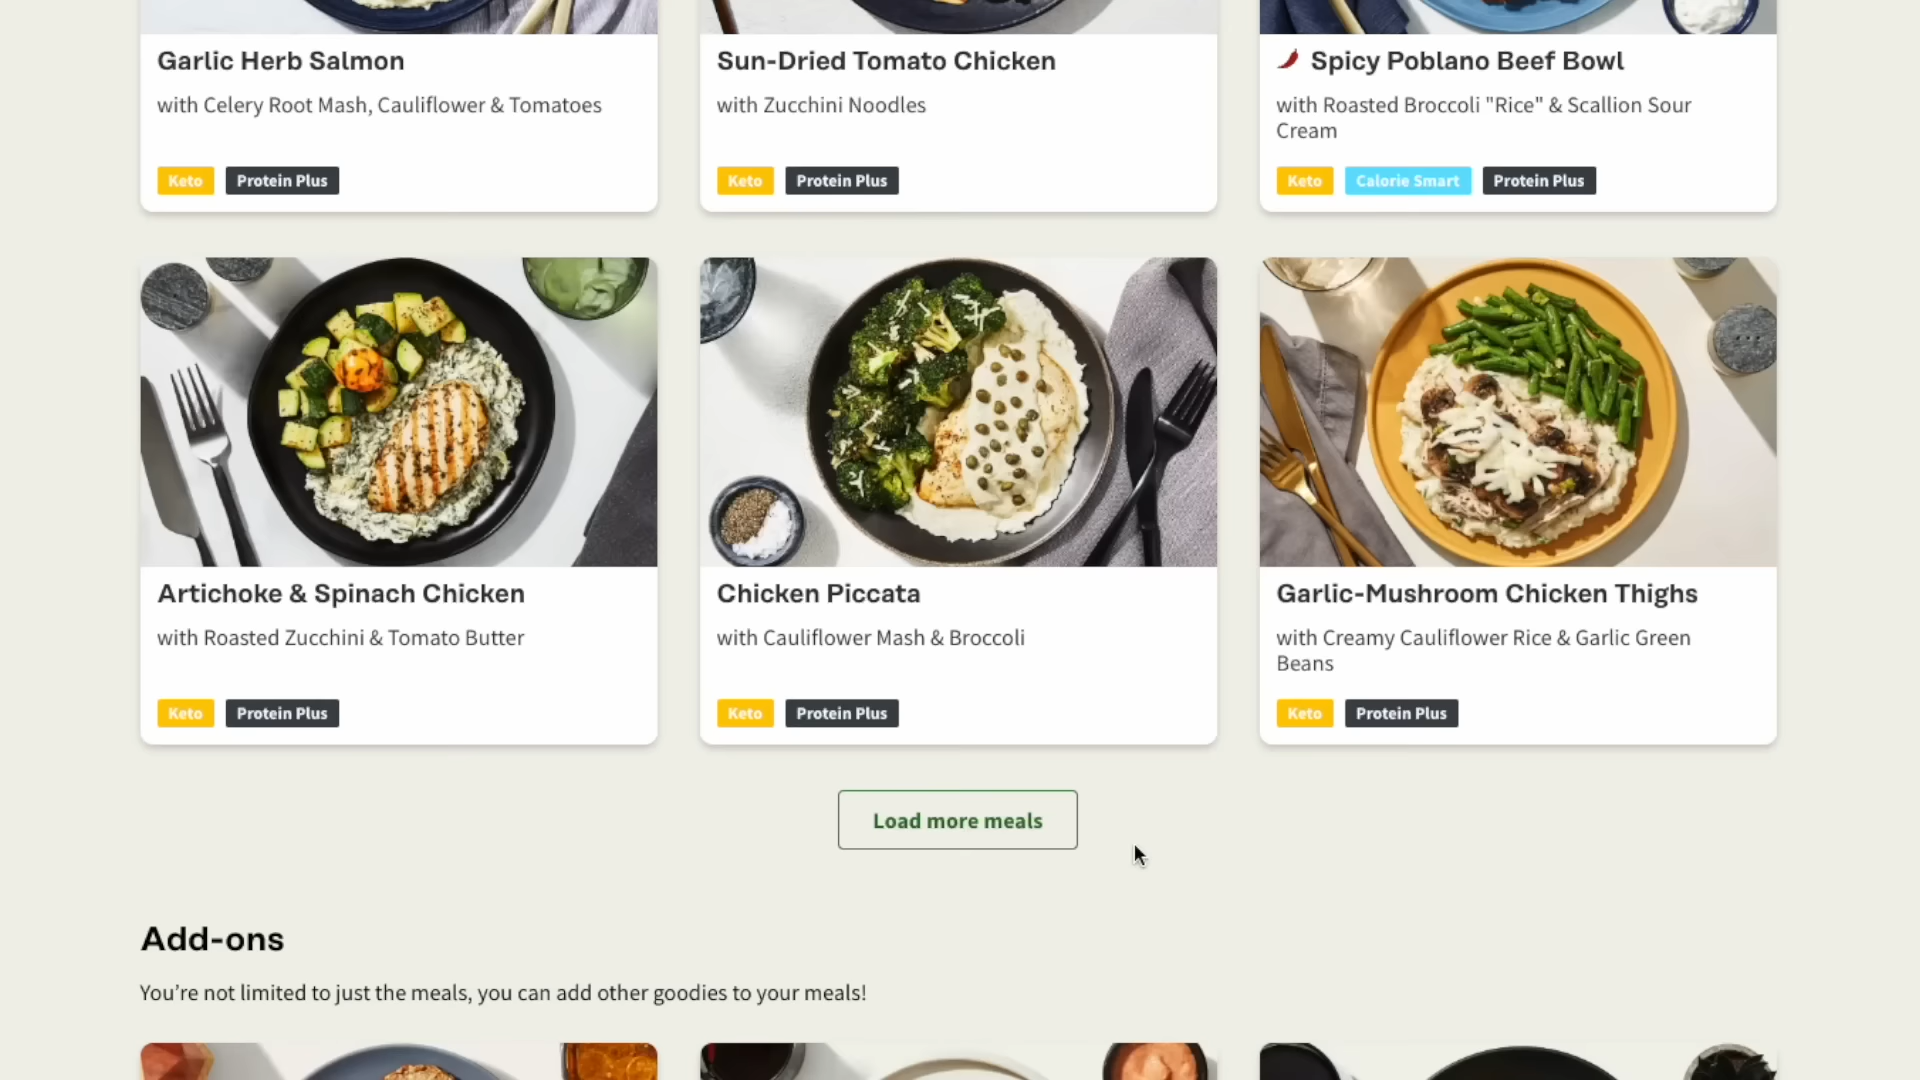 Garlic Herb Salmon
with Celery Root Mash, Cauliflower & Tomatoes
Keto Protein Plus
Sun-Dried Tomato Chicken
with Zucchini Noodles
Keto Protein Plus
Spicy Poblano Beef Bowl
with Roasted Broccoli "Rice" & Scallion Sour
Cream
Keto Calorie Smart Protein Plus
Artichoke & Spinach Chicken
with Roasted Zucchini & Tomato Butter
Keto Protein Plus
Chicken Piccata
with Cauliflower Mash & Broccoli
Keto Protein Plus
Garlic-Mushroom Chicken Thighs
with Creamy Cauliflower Rice & Garlic Green
Beans
Keto Protein Plus
Load more meals
Add-ons
You’re not limited to just the meals, you can add other goodies to your meals!